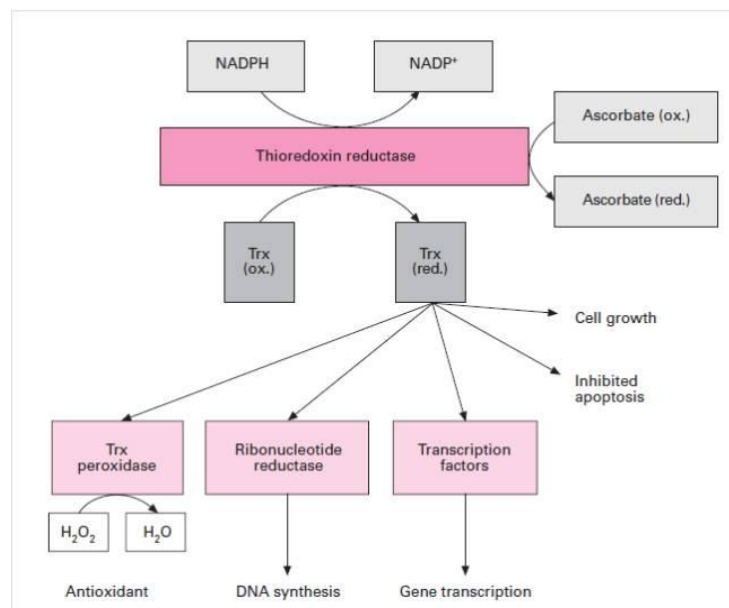 NADPH
NADP⁺
Ascorbate (ox.)
Thioredoxin reductase
Ascorbate (red.)
Trx
(ox.)
Trx
(red.)
Cell growth
Inhibited
apoptosis
Trx
peroxidase
Ribonucleotide
reductase
Transcription
factors
H₂O₂
H₂O
Antioxidant
DNA synthesis
Gene transcription